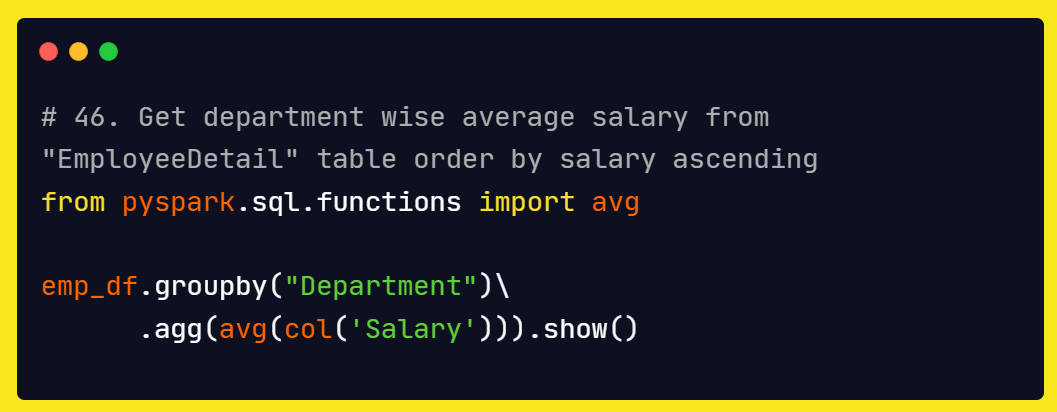 # 46. Get department wise average salary from
"EmployeeDetail" table order by salary ascending
from pyspark.sql.functions import avg
emp_df.groupby("Department")\
.agg(avg(col('Salary'))).show()